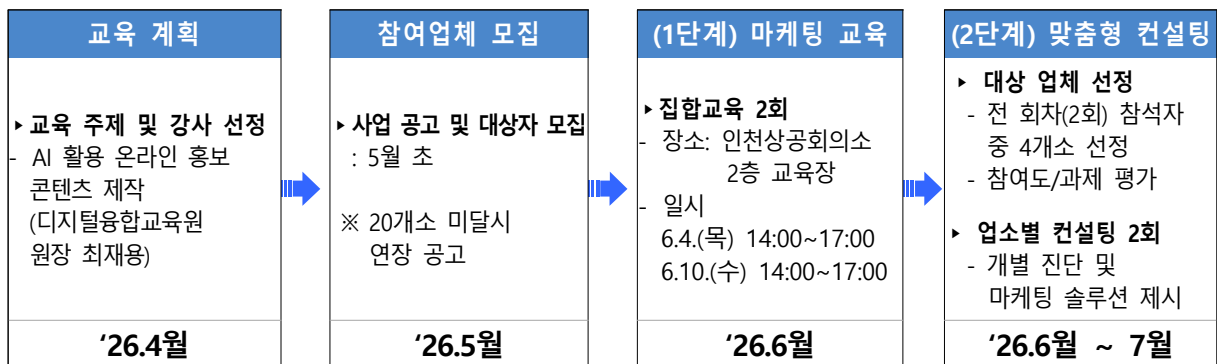 교육 계획
▸교육 주제 및 강사 선정
- AI 활용 온라인 홍보
콘텐츠 제작
(디지털융합교육원
원장 최재용)
‘26.4월
참여업체 모집
▸사업 공고 및 대상자 모집
: 5월 초
※ 20개소 미달시
연장 공고
‘26.5월
(1단계) 마케팅 교육
▸집합교육 2회
- 장소: 인천상공회의소
2층 교육장
- 일시
6.4.(목) 14:00~17:00
6.10.(수) 14:00~17:00
‘26.6월
(2단계) 맞춤형 컨설팅
▸ 대상 업체 선정
- 전 회차(2회) 참석자
중 4개소 선정
- 참여도/과제 평가
▸ 업소별 컨설팅 2회
- 개별 진단 및
마케팅 솔루션 제시
‘26.6월 ~ 7월